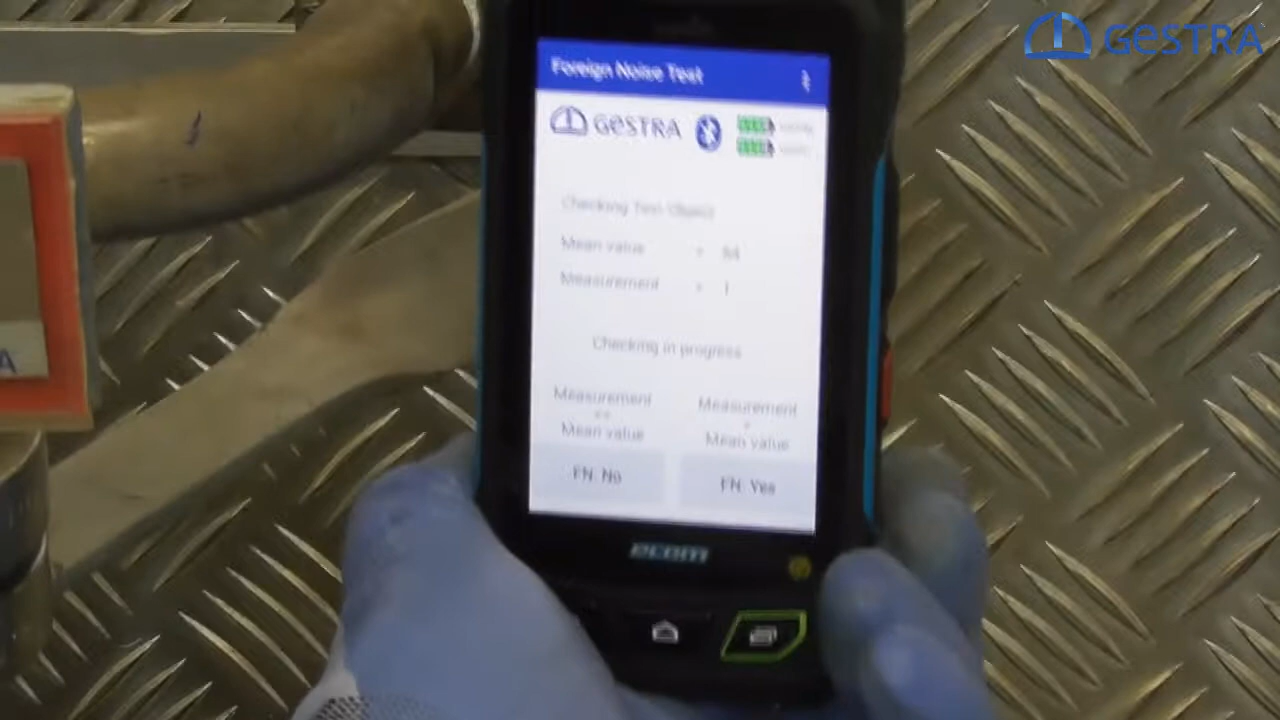 GESTRA
Foreign Noise Test
GESTRA
Checking Test Object
Mean value
Measurement
Checking in progress
Measurement
Mean value
Measurement
Mean value
FN: No
FN: Yes
ecom
A